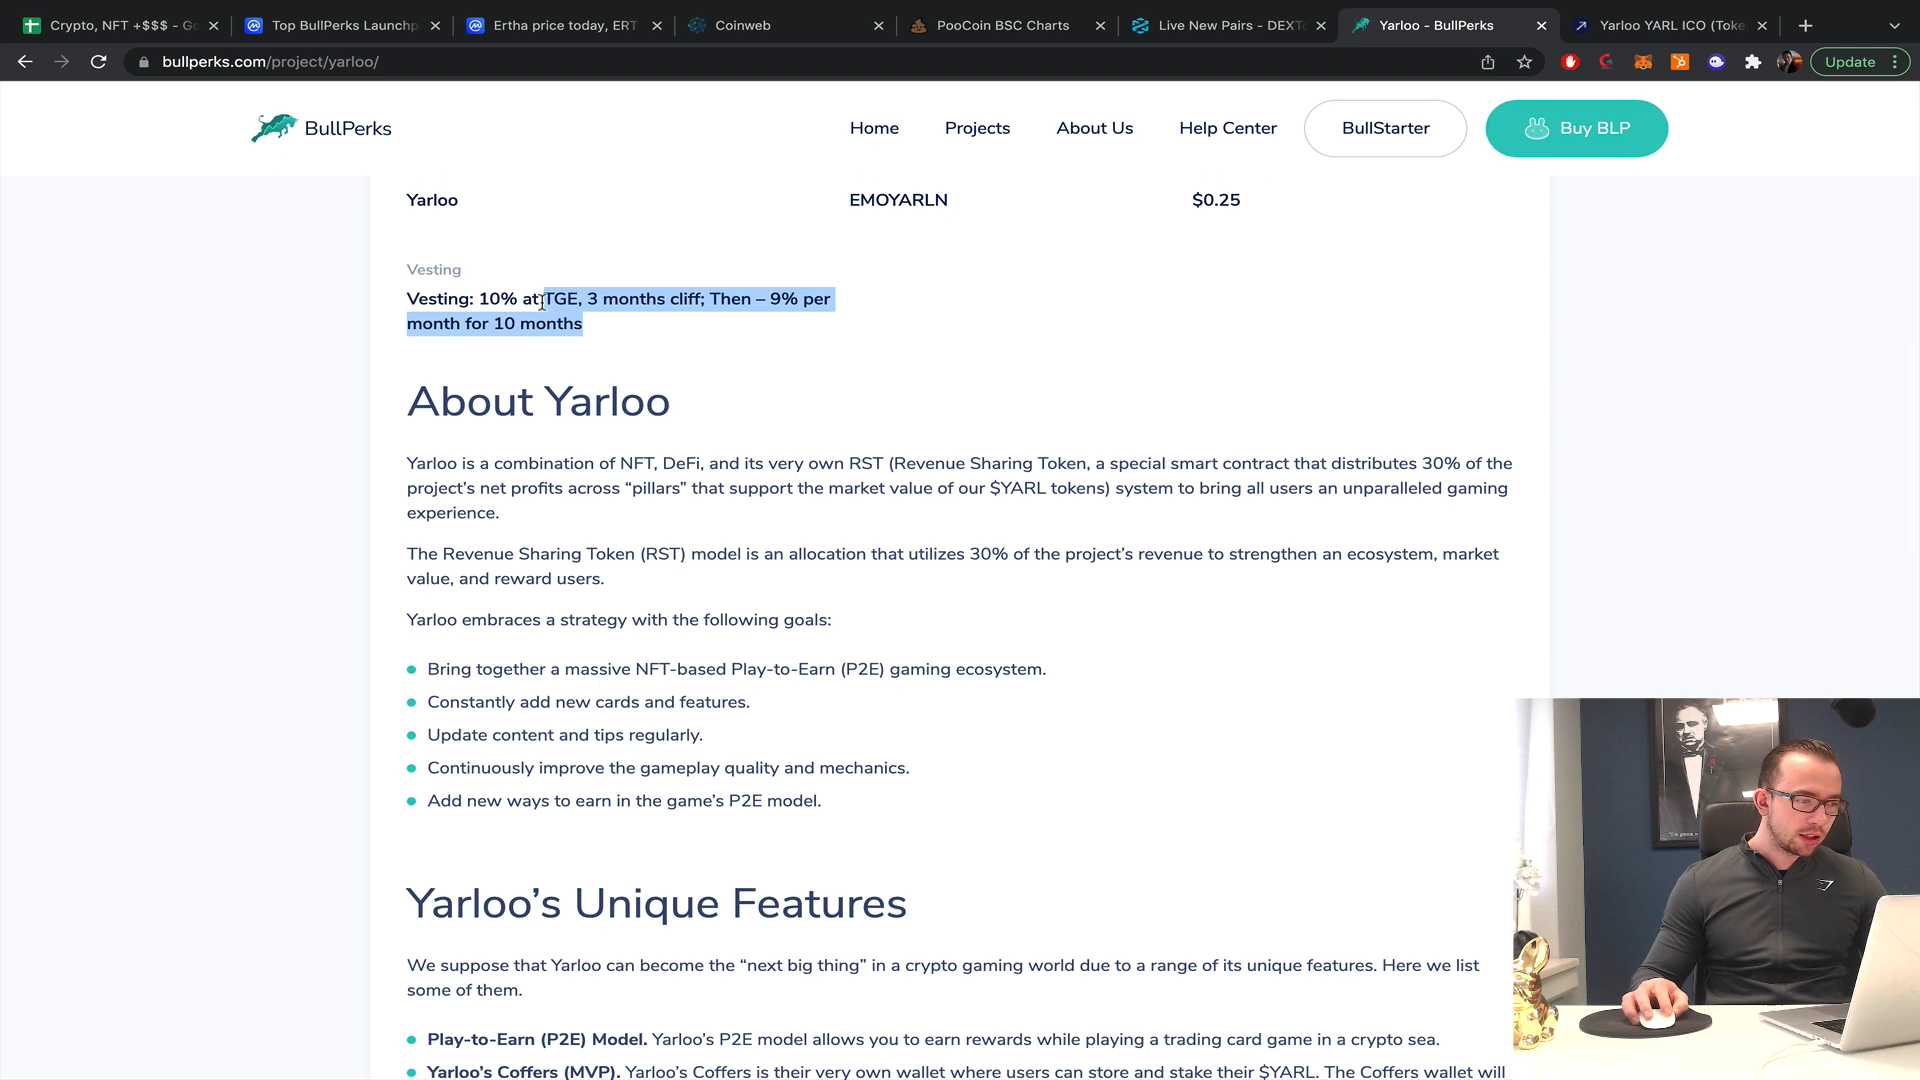 Crypto, NFT +$$$ - Go
Top BullPerks Launchp
Ertha price today, ERT
Coinweb
PooCoin BSC Charts
Live New Pairs - DEXTo
Yarloo - BullPerks
Yarloo YARL ICO (Toke
bullperks.com/project/yarloo/
Update
BullPerks
Home
Projects
About Us
Help Center
BullStarter
Buy BLP
Yarloo
EMOYARLN
$0.25
Vesting
Vesting: 10% at TGE, 3 months cliff; Then – 9% per
month for 10 months
About Yarloo
Yarloo is a combination of NFT, DeFi, and its very own RST (Revenue Sharing Token, a special smart contract that distributes 30% of the
project’s net profits across “pillars” that support the market value of our $YARL tokens) system to bring all users an unparalleled gaming
experience.
The Revenue Sharing Token (RST) model is an allocation that utilizes 30% of the project’s revenue to strengthen an ecosystem, market
value, and reward users.
Yarloo embraces a strategy with the following goals:
Bring together a massive NFT-based Play-to-Earn (P2E) gaming ecosystem.
Constantly add new cards and features.
Update content and tips regularly.
Continuously improve the gameplay quality and mechanics.
Add new ways to earn in the game’s P2E model.
Yarloo’s Unique Features
We suppose that Yarloo can become the “next big thing” in a crypto gaming world due to a range of its unique features. Here we list
some of them.
Play-to-Earn (P2E) Model. Yarloo’s P2E model allows you to earn rewards while playing a trading card game in a crypto sea.
Yarloo’s Coffers (MVP). Yarloo’s Coffers is their very own wallet where users can store and stake their $YARL. The Coffers wallet will